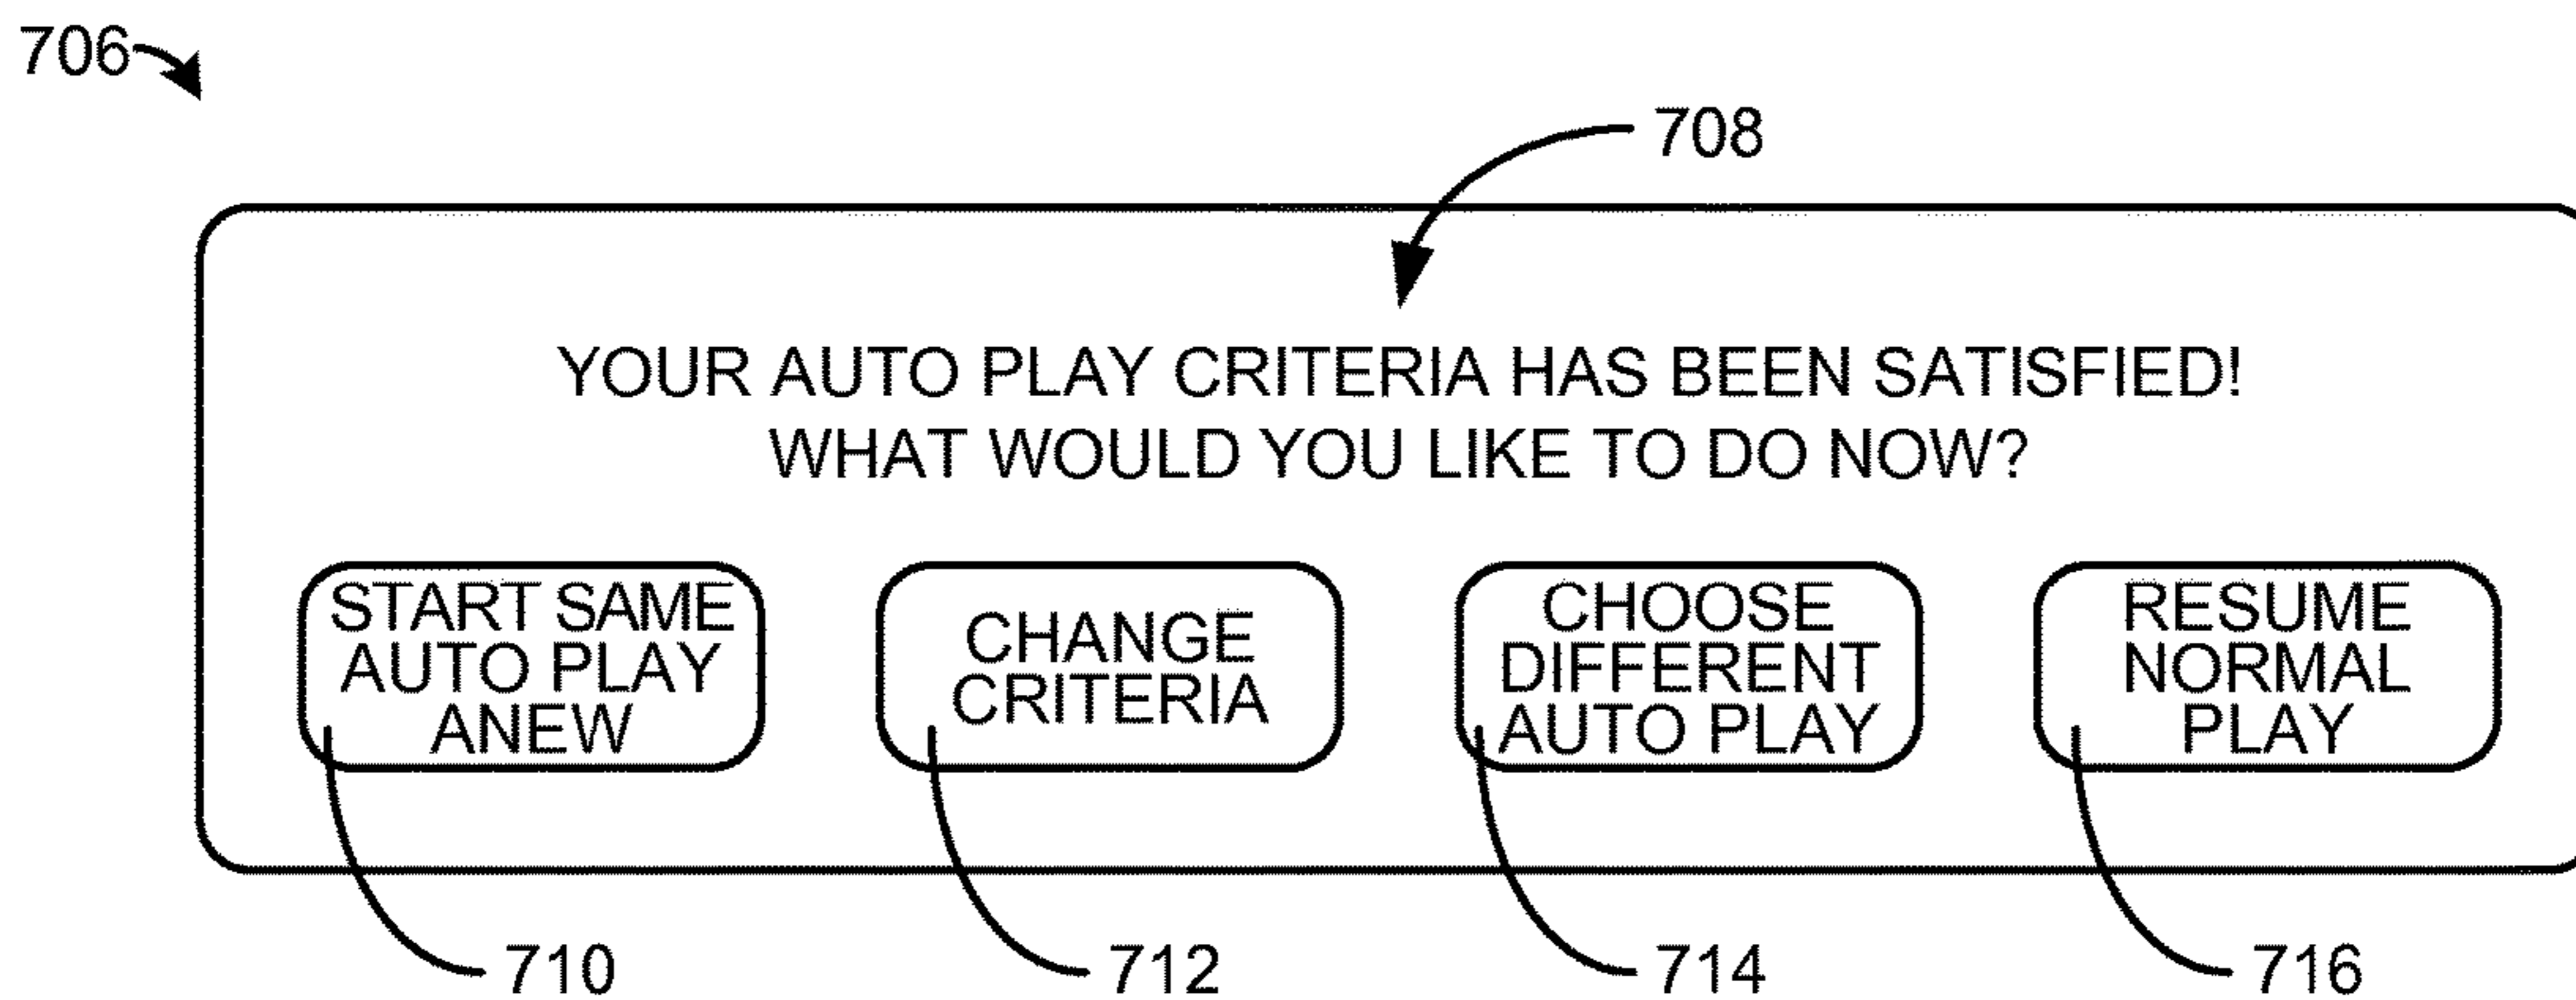 706
708
YOUR AUTO PLAY CRITERIA HAS BEEN SATISFIED!
WHAT WOULD YOU LIKE TO DO NOW?
START SAME
AUTO PLAY
ANEW
CHANGE
CRITERIA
CHOOSE
DIFFERENT
AUTO PLAY
RESUME
NORMAL
PLAY
710
712
714
716